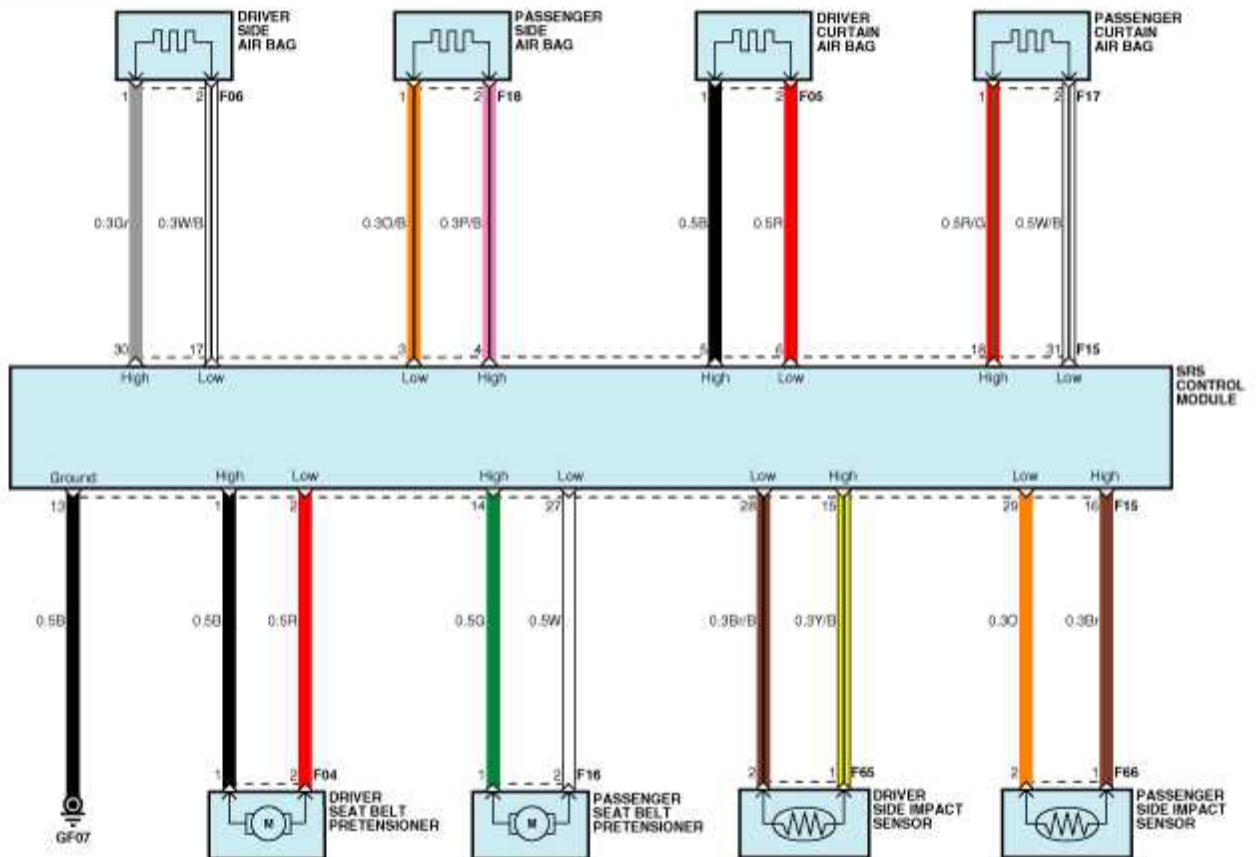 DRIVER
SIDE
AIR BAG
PASSENGER
SIDE
AIR BAG
DRIVER
CURTAIN
AIR BAG
PASSENGER
CURTAIN
AIR BAG
1 2 F06
1 2 F18
1 2 F05
1 2 F17
0.3Gr 0.3W/B 0.3O/B 0.3P/B 0.5B 0.5R 0.5R/G 0.5W/B
30 17 3 4 5 6 18 31 F15
High Low Low High High Low High Low
SRS
CONTROL
MODULE
Ground High Low High Low Low High Low High
13 1 2 14 27 28 15 29 16 F15
0.5B 0.5B 0.5R 0.5G 0.5W 0.3Br/B 0.3Y/B 0.3O 0.3Br
1 2 F04
1 2 F16
2 1 F65
2 1 F66
GF07
M
DRIVER
SEAT BELT
PRETENSIONER
M
PASSENGER
SEAT BELT
PRETENSIONER
DRIVER
SIDE IMPACT
SENSOR
PASSENGER
SIDE IMPACT
SENSOR